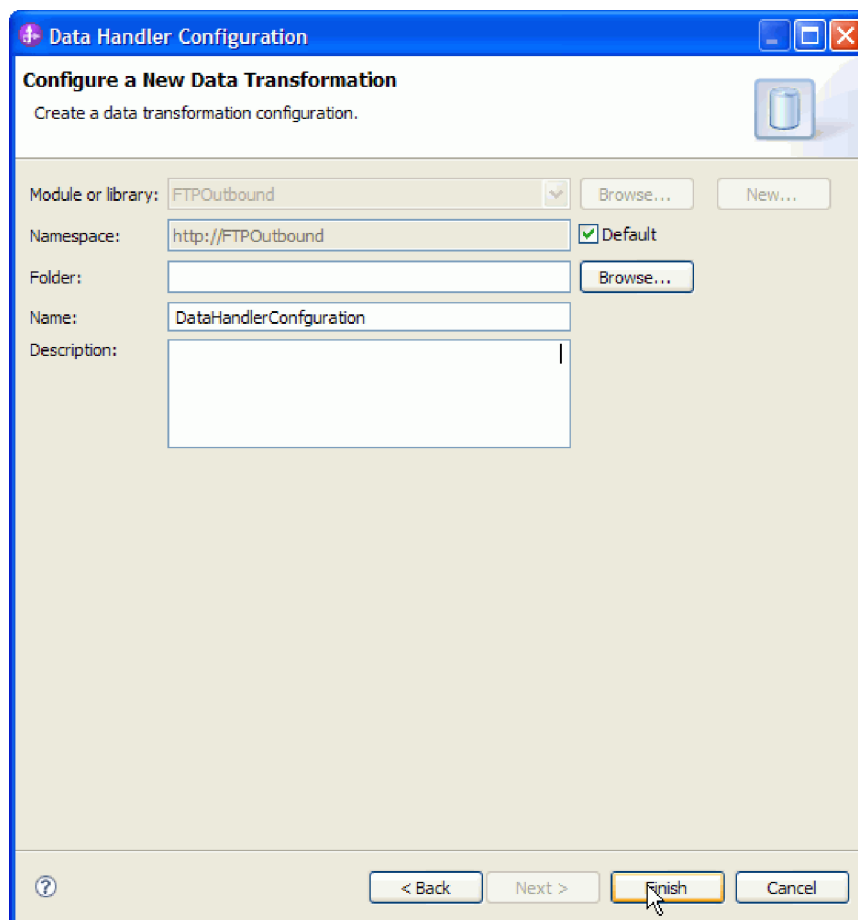 Data Handler Configuration
Configure a New Data Transformation
Create a data transformation configuration.
Module or library: FTPOutbound Browse... New...
Namespace: http://FTPOutbound Default
Folder: Browse...
Name: DataHandlerConfguration
Description:
? < Back Next > Finish Cancel